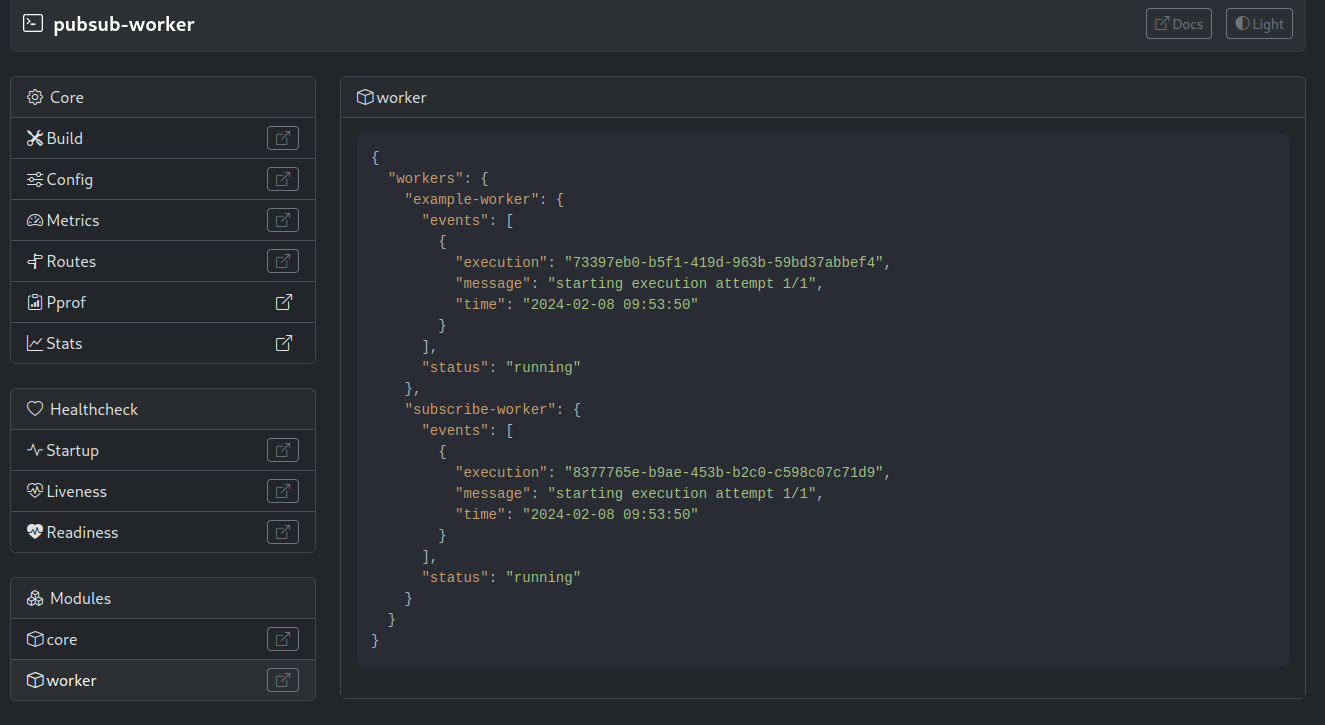 pubsub-worker
Docs
Light
Core
Build
Config
Metrics
Routes
Pprof
Stats
Healthcheck
Startup
Liveness
Readiness
Modules
core
worker
worker
{
  "workers": {
    "example-worker": {
      "events": [
        {
          "execution": "73397eb0-b5f1-419d-963b-59bd37abbef4",
          "message": "starting execution attempt 1/1",
          "time": "2024-02-08 09:53:50"
        }
      ],
      "status": "running"
    },
    "subscribe-worker": {
      "events": [
        {
          "execution": "8377765e-b9ae-453b-b2c0-c598c07c71d9",
          "message": "starting execution attempt 1/1",
          "time": "2024-02-08 09:53:50"
        }
      ],
      "status": "running"
    }
  }
}